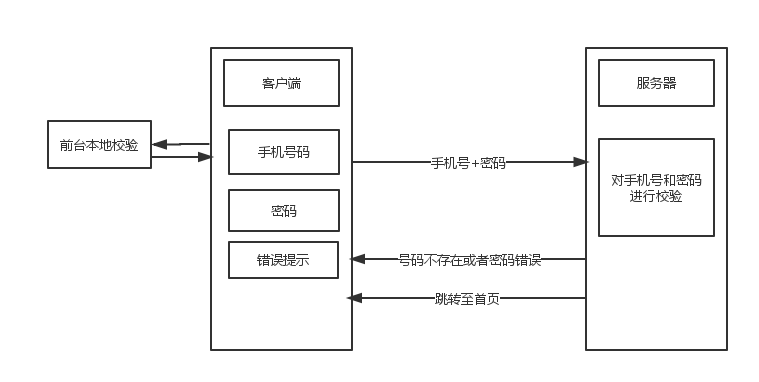 客户端
服务器
前台本地校验
手机号码
手机号+密码
对手机号和密码
进行校验
密码
错误提示
号码不存在或者密码错误
跳转至首页